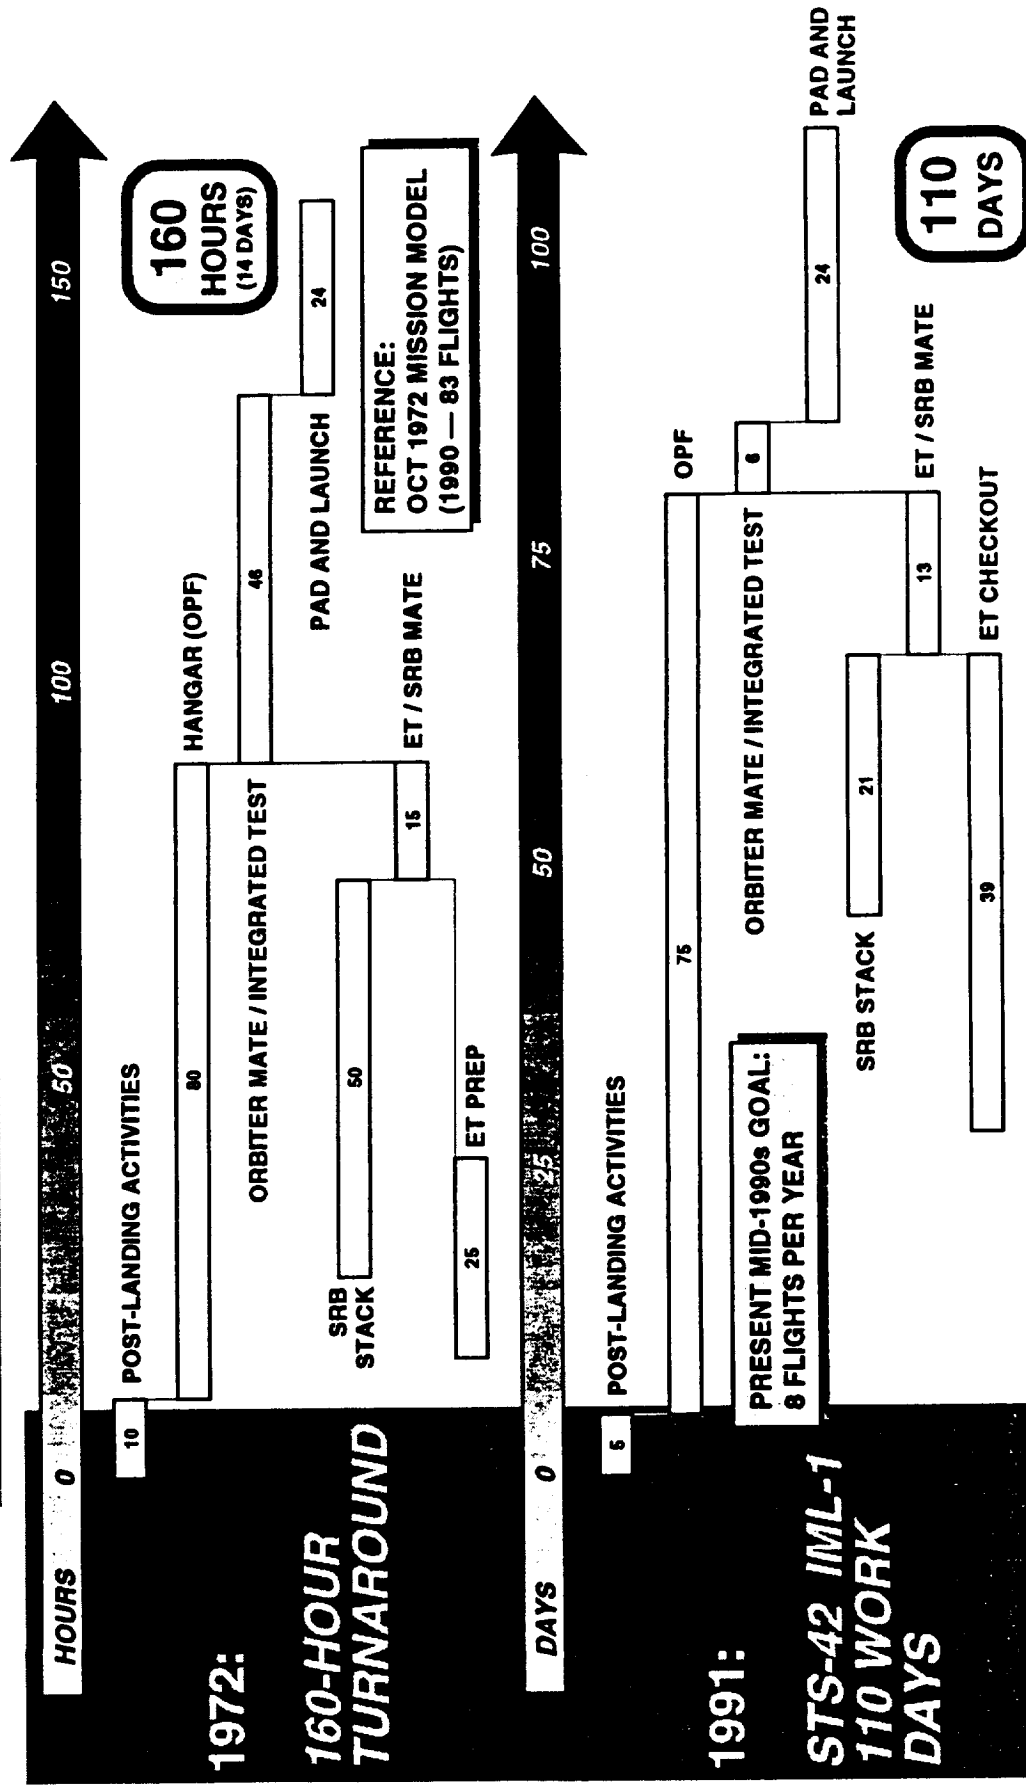 HOURS 0 50 100 150
1972:
160-HOUR
TURNAROUND
10
POST-LANDING ACTIVITIES
80
HANGAR (OPF)
ORBITER MATE / INTEGRATED TEST
46
SRB
STACK
50
PAD AND LAUNCH
24
15
ET / SRB MATE
25
ET PREP
160
HOURS
(14 DAYS)
REFERENCE:
OCT 1972 MISSION MODEL
(1990 — 83 FLIGHTS)
DAYS 0 25 50 75 100
1991:
STS-42 IML-1
110 WORK
DAYS
5
POST-LANDING ACTIVITIES
75
OPF
PRESENT MID-1990s GOAL:
8 FLIGHTS PER YEAR
ORBITER MATE / INTEGRATED TEST
6
24
PAD AND
LAUNCH
SRB STACK
21
13
ET / SRB MATE
39
ET CHECKOUT
110
DAYS